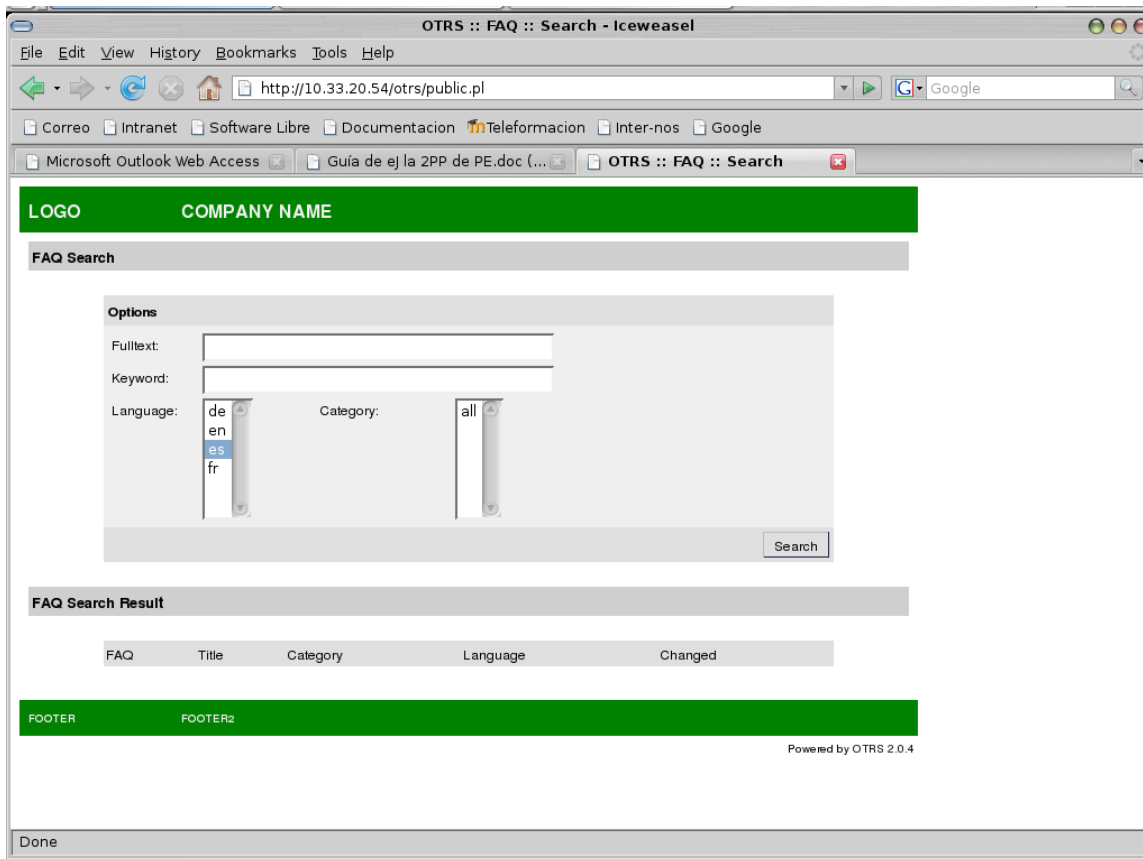 OTRS :: FAQ :: Search - Iceweasel
File Edit View History Bookmarks Tools Help
http://10.33.20.54/otrs/public.pl G Google
Correo Intranet Software Libre Documentacion Teleformacion Inter-nos Google
Microsoft Outlook Web Access Guía de eJ la 2PP de PE.doc (... OTRS :: FAQ :: Search
LOGO COMPANY NAME
FAQ Search
Options
Fulltext:
Keyword:
Language: de Category: all
en
es
fr
Search
FAQ Search Result
FAQ Title Category Language Changed
FOOTER FOOTER2
Powered by OTRS 2.0.4
Done